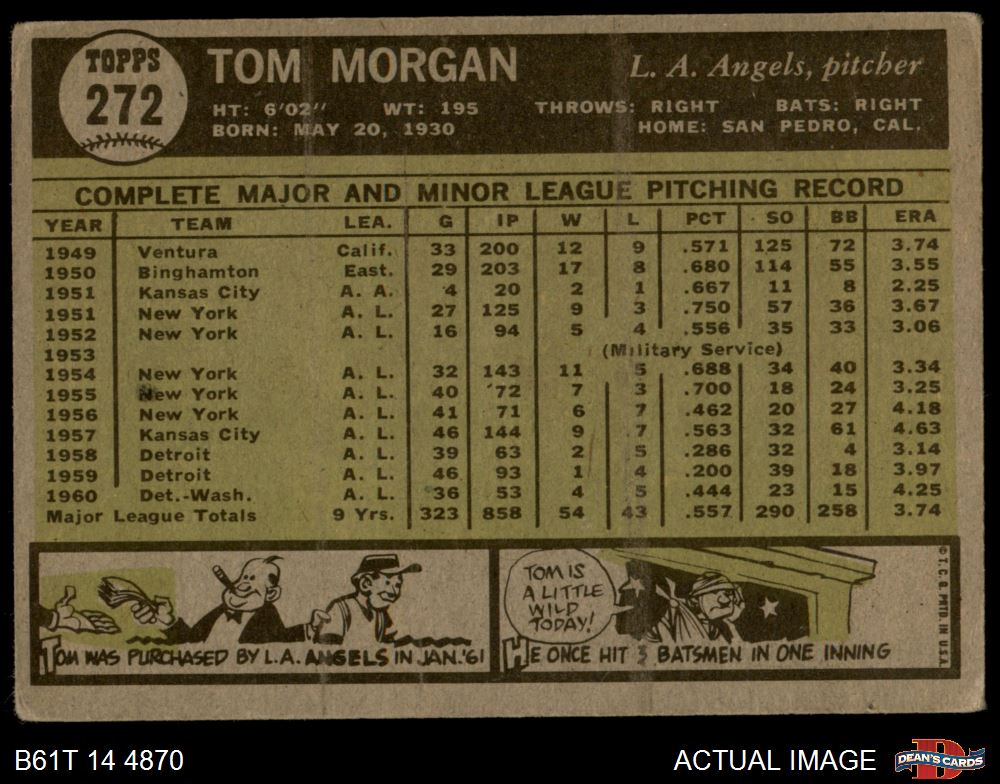 TOPPS
272
TOM MORGAN
L. A. Angels, pitcher
HT: 6'02" WT: 195 THROWS: RIGHT BATS: RIGHT
BORN: MAY 20, 1930 HOME: SAN PEDRO, CAL.
COMPLETE MAJOR AND MINOR LEAGUE PITCHING RECORD
YEAR TEAM LEA. G IP W L PCT SO BB ERA
1949 Ventura Calif. 33 200 12 9 .571 125 72 3.74
1950 Binghamton East. 29 203 17 8 .680 114 55 3.55
1951 Kansas City A. A. 4 20 2 1 .667 11 8 2.25
1951 New York A. L. 27 125 9 3 .750 57 36 3.67
1952 New York A. L. 16 94 5 4 .556 35 33 3.06
1953 (Military Service)
1954 New York A. L. 32 143 11 5 .688 34 40 3.34
1955 New York A. L. 40 72 7 3 .700 18 24 3.25
1956 New York A. L. 41 71 6 7 .462 20 27 4.18
1957 Kansas City A. L. 46 144 9 7 .563 32 61 4.63
1958 Detroit A. L. 39 63 2 5 .286 32 4 3.14
1959 Detroit A. L. 46 93 1 4 .200 39 18 3.97
1960 Det.-Wash. A. L. 36 53 4 5 .444 23 15 4.25
Major League Totals 9 Yrs. 323 858 54 43 .557 290 258 3.74
TOM WAS PURCHASED BY L.A. ANGELS IN JAN. '61
TOM IS
A LITTLE
WILD
TODAY!
HE ONCE HIT 3 BATSMEN IN ONE INNING
© T. C. G. PRTD. IN U.S.A.
B61T 14 4870
ACTUAL IMAGE
D
DEAN'S CARDS